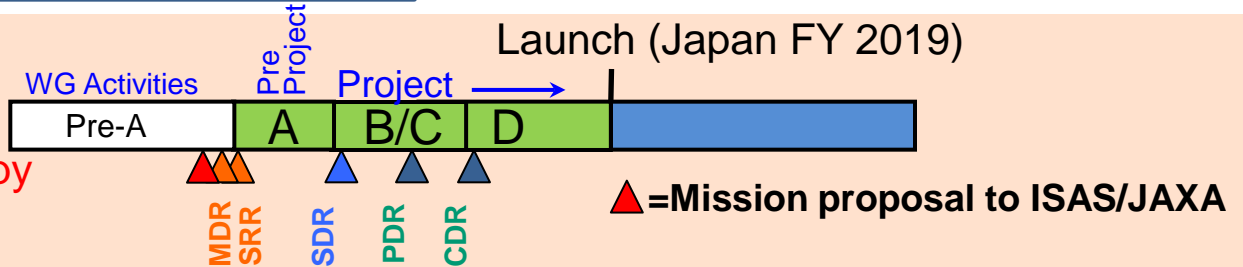 Launch (Japan FY 2019)
WG Activities
Pre
Project
Project
Pre-A
A
B/C
D
by
=Mission proposal to ISAS/JAXA
MDR
SRR
SDR
PDR
CDR